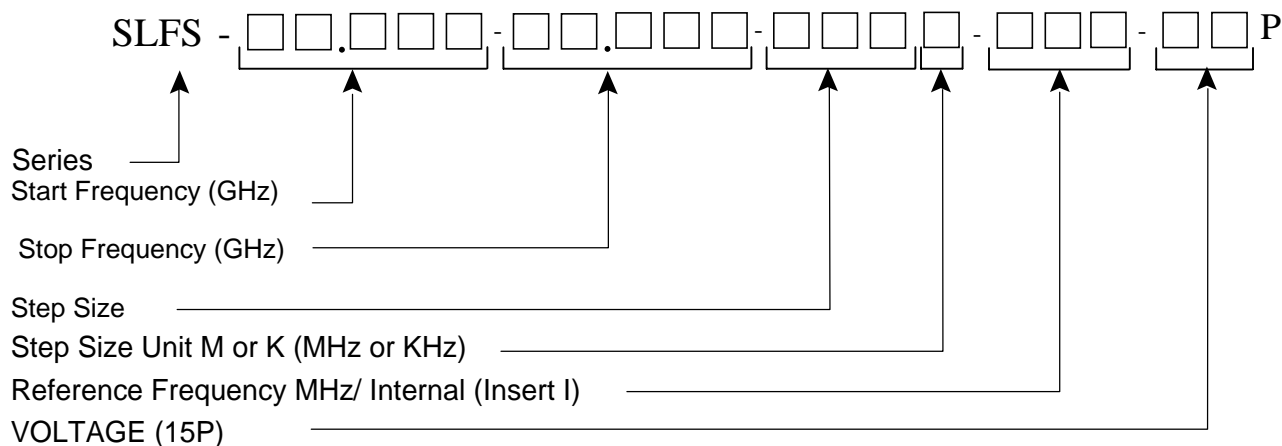 SLFS - □□.□□□ - □□.□□□ - □□□ □ - □□□ - □□ P
Series
Start Frequency (GHz)
Stop Frequency (GHz)
Step Size
Step Size Unit M or K (MHz or KHz)
Reference Frequency MHz/ Internal (Insert I)
VOLTAGE (15P)